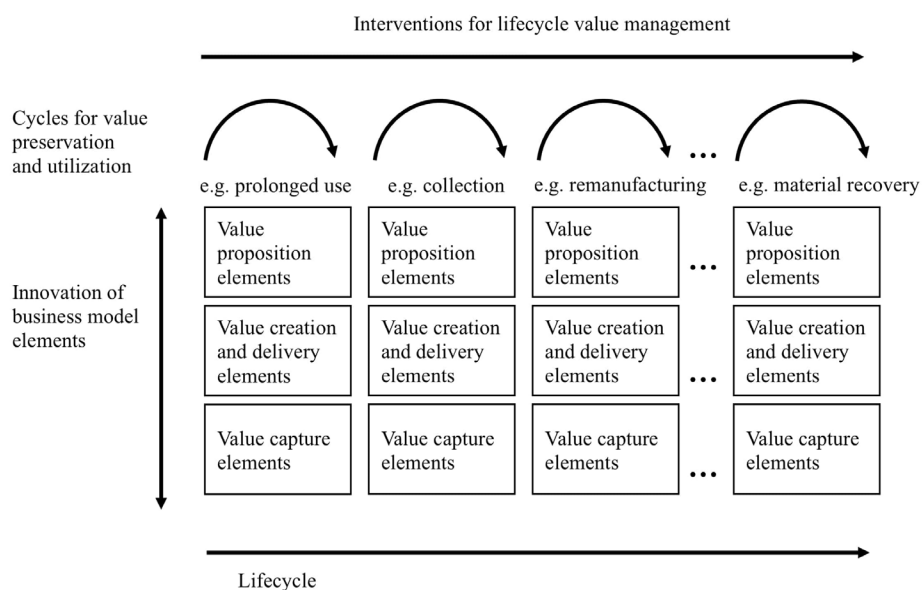 Interventions for lifecycle value management
Cycles for value
preservation
and utilization
...
e.g. prolonged use
e.g. collection
e.g. remanufacturing
e.g. material recovery
Innovation of
business model
elements
Value
proposition
elements
Value
proposition
elements
Value
proposition
elements
...
Value
proposition
elements
Value creation
and delivery
elements
Value creation
and delivery
elements
Value creation
and delivery
elements
...
Value creation
and delivery
elements
Value capture
elements
Value capture
elements
Value capture
elements
...
Value capture
elements
Lifecycle